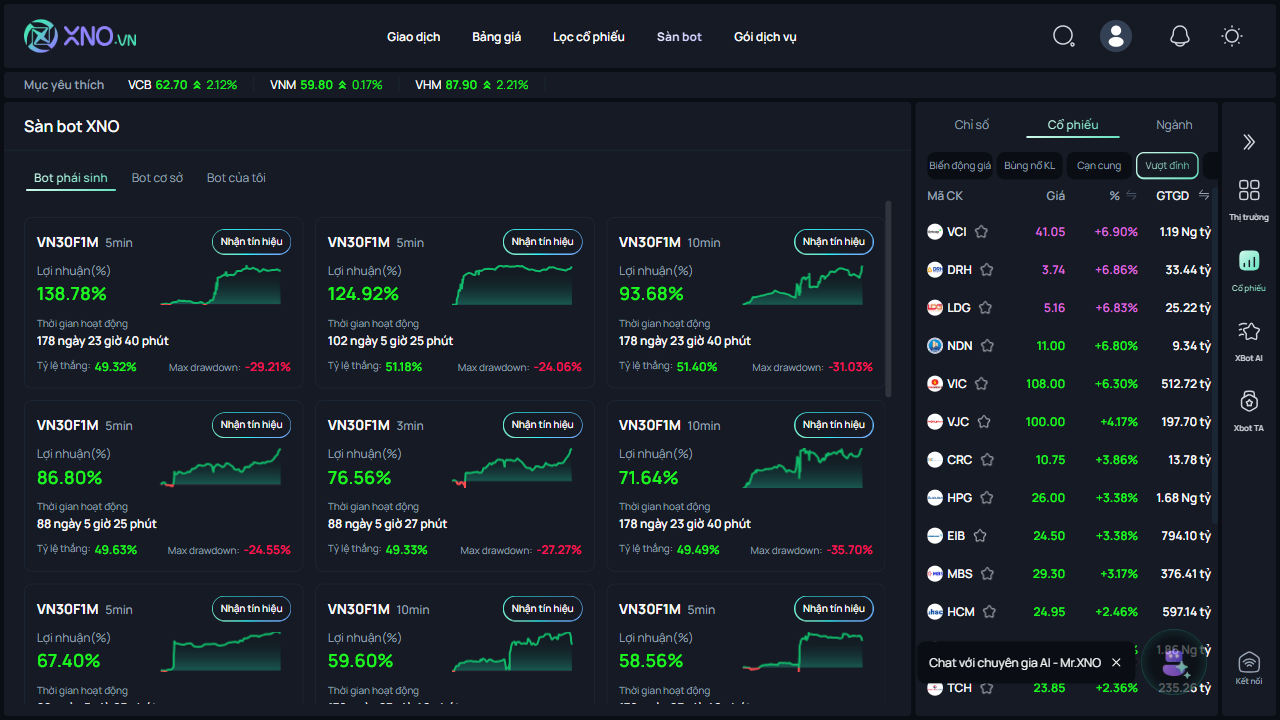 XNO.VN
Giao dịch Bảng giá Lọc cổ phiếu Sàn bot Gói dịch vụ
Mục yêu thích VCB 62.70 2.12% VNM 59.80 0.17% VHM 87.90 2.21%
Sàn bot XNO
Bot phái sinh Bot cơ sở Bot của tôi
VN30F1M 5min Nhận tín hiệu
Lợi nhuận(%)
138.78%
Thời gian hoạt động
178 ngày 23 giờ 40 phút
Tỷ lệ thắng: 49.32% Max drawdown: -29.21%
VN30F1M 5min Nhận tín hiệu
Lợi nhuận(%)
124.92%
Thời gian hoạt động
102 ngày 5 giờ 25 phút
Tỷ lệ thắng: 51.18% Max drawdown: -24.06%
VN30F1M 10min Nhận tín hiệu
Lợi nhuận(%)
93.68%
Thời gian hoạt động
178 ngày 23 giờ 40 phút
Tỷ lệ thắng: 51.40% Max drawdown: -31.03%
VN30F1M 5min Nhận tín hiệu
Lợi nhuận(%)
86.80%
Thời gian hoạt động
88 ngày 5 giờ 25 phút
Tỷ lệ thắng: 49.63% Max drawdown: -24.55%
VN30F1M 3min Nhận tín hiệu
Lợi nhuận(%)
76.56%
Thời gian hoạt động
88 ngày 5 giờ 27 phút
Tỷ lệ thắng: 49.33% Max drawdown: -27.27%
VN30F1M 10min Nhận tín hiệu
Lợi nhuận(%)
71.64%
Thời gian hoạt động
178 ngày 23 giờ 40 phút
Tỷ lệ thắng: 49.49% Max drawdown: -35.70%
VN30F1M 5min Nhận tín hiệu
Lợi nhuận(%)
67.40%
Thời gian hoạt động
VN30F1M 10min Nhận tín hiệu
Lợi nhuận(%)
59.60%
Thời gian hoạt động
VN30F1M 5min Nhận tín hiệu
Lợi nhuận(%)
58.56%
Thời gian hoạt động
Chỉ số Cổ phiếu Ngành
Biến động giá Bùng nổ KL Cạn cung Vượt đỉnh
Mã CK Giá % GTGD
VCI 41.05 +6.90% 1.19 Ng tỷ
DRH 3.74 +6.86% 33.44 tỷ
LDG 5.16 +6.83% 25.22 tỷ
NDN 11.00 +6.80% 9.34 tỷ
VIC 108.00 +6.30% 512.72 tỷ
VJC 100.00 +4.17% 197.70 tỷ
CRC 10.75 +3.86% 13.78 tỷ
HPG 26.00 +3.38% 1.68 Ng tỷ
EIB 24.50 +3.38% 794.10 tỷ
MBS 29.30 +3.17% 376.41 tỷ
HCM 24.95 +2.46% 597.14 tỷ
1.86 Ng tỷ
Chat với chuyên gia AI - Mr.XNO
TCH 23.85 +2.36% 235.26 tỷ
Thị trường
Cổ phiếu
XBot AI
Xbot TA
Kết nối